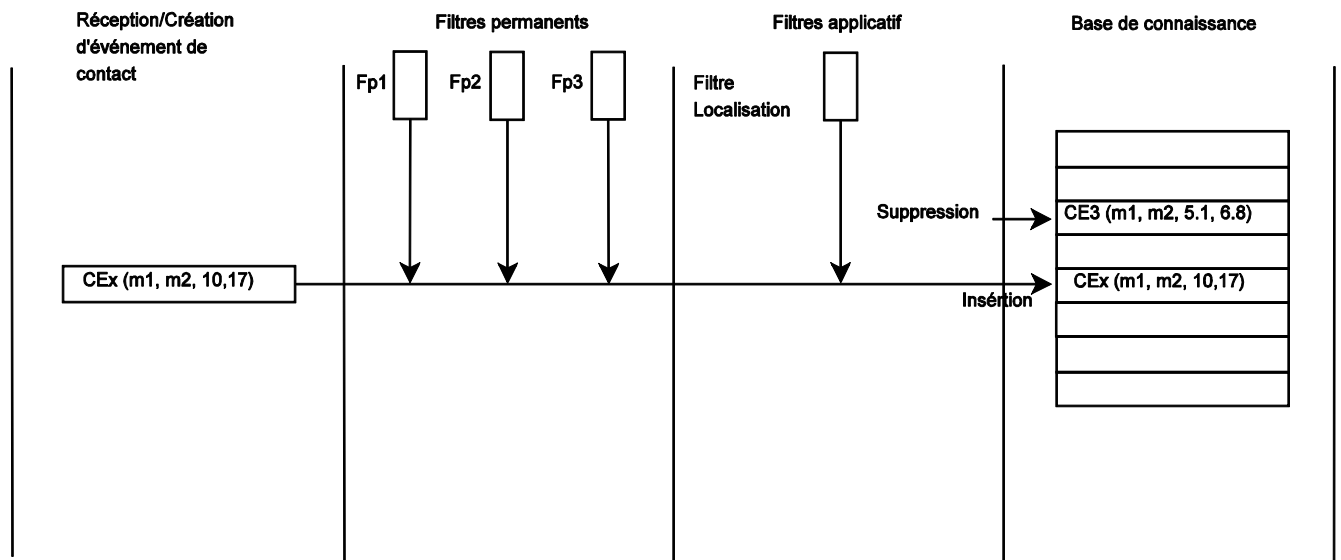 Réception/Création
d'événement de
contact
Filtres permanents
Filtres applicatif
Base de connaissance
Fp1
Fp2
Fp3
Filtre
Localisation
Suppression
CE3 (m1, m2, 5.1, 6.8)
CEx (m1, m2, 10,17)
CEx (m1, m2, 10,17)
Insértion